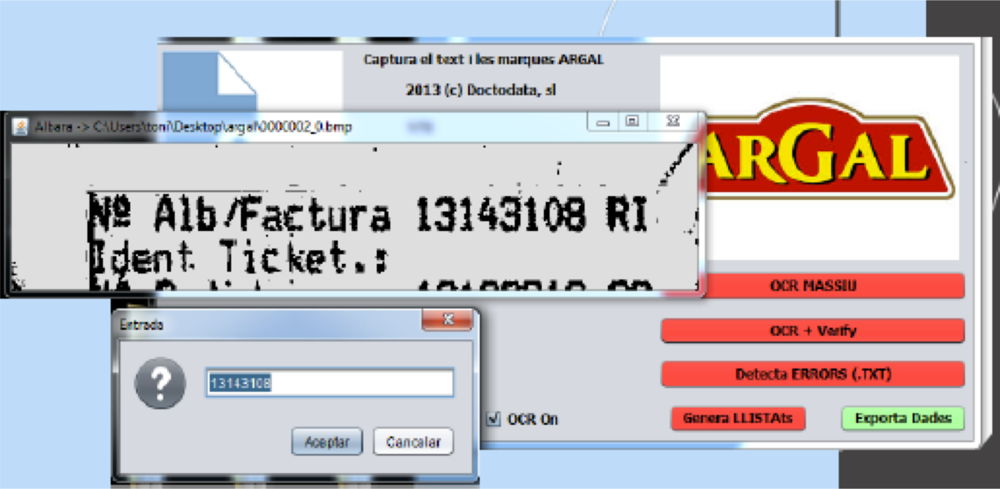 Captura el text i les marques ARGAL
2013 (c) Doctodata, sl
Albara -> C:\Users\toni\Desktop\argal\0000002_0.bmp
ARGAL
Nº Alb/Factura 13143108 RI
Ident Ticket.:
OCR MASSIU
Entrada
OCR + Verify
13143108
Detecta ERRORS (.TXT)
OCR On
Genera LLISTAts
Exporta Dades
Aceptar
Cancelar